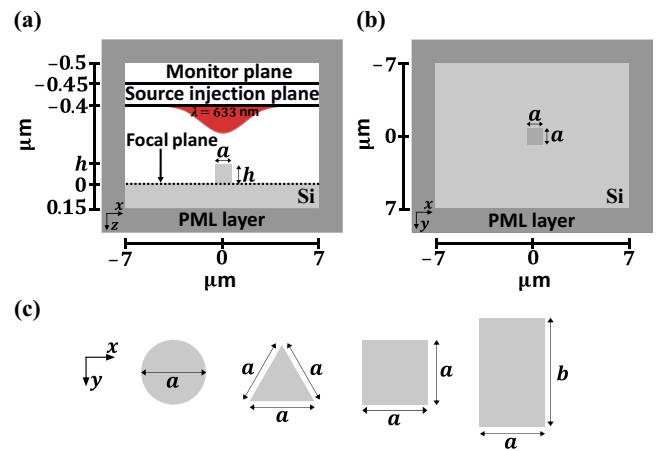 (a)
−0.5
−0.45
−0.4
μm
h
0
0.15
Monitor plane
Source injection plane
λ = 633 nm
Focal plane
a
h
Si
x
z
PML layer
−7
0
7
μm
(b)
−7
0
7
μm
a
a
Si
x
y
PML layer
−7
0
7
μm
(c)
x
y
a
a
a
a
a
a
b
a